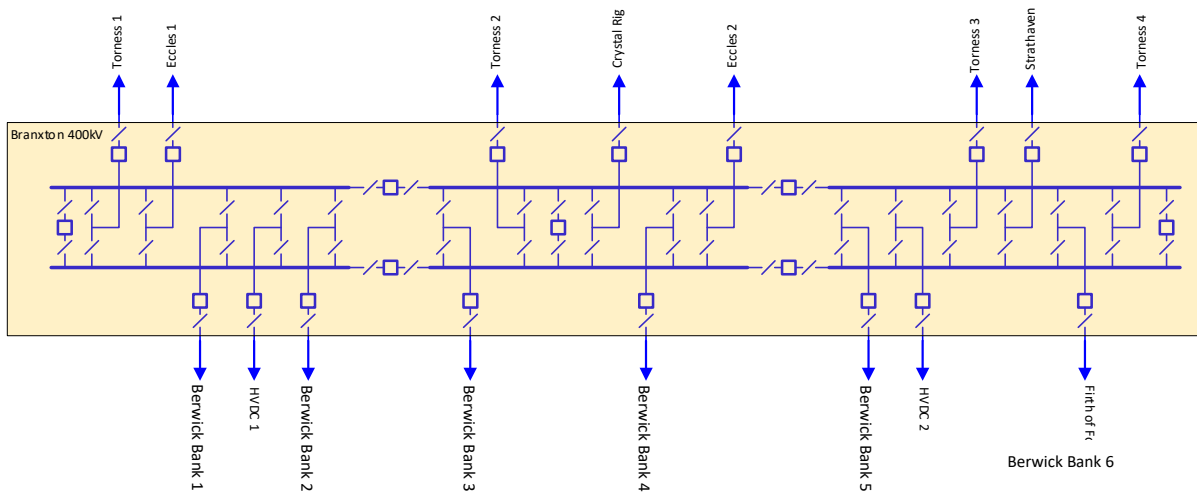 Torness 1
Eccles 1
Torness 2
Crystal Rig
Eccles 2
Torness 3
Strathaven
Torness 4
Branxton 400kV
Berwick Bank 1
HVDC 1
Berwick Bank 2
Berwick Bank 3
Berwick Bank 4
Berwick Bank 5
HVDC 2
Firth of
Berwick Bank 6